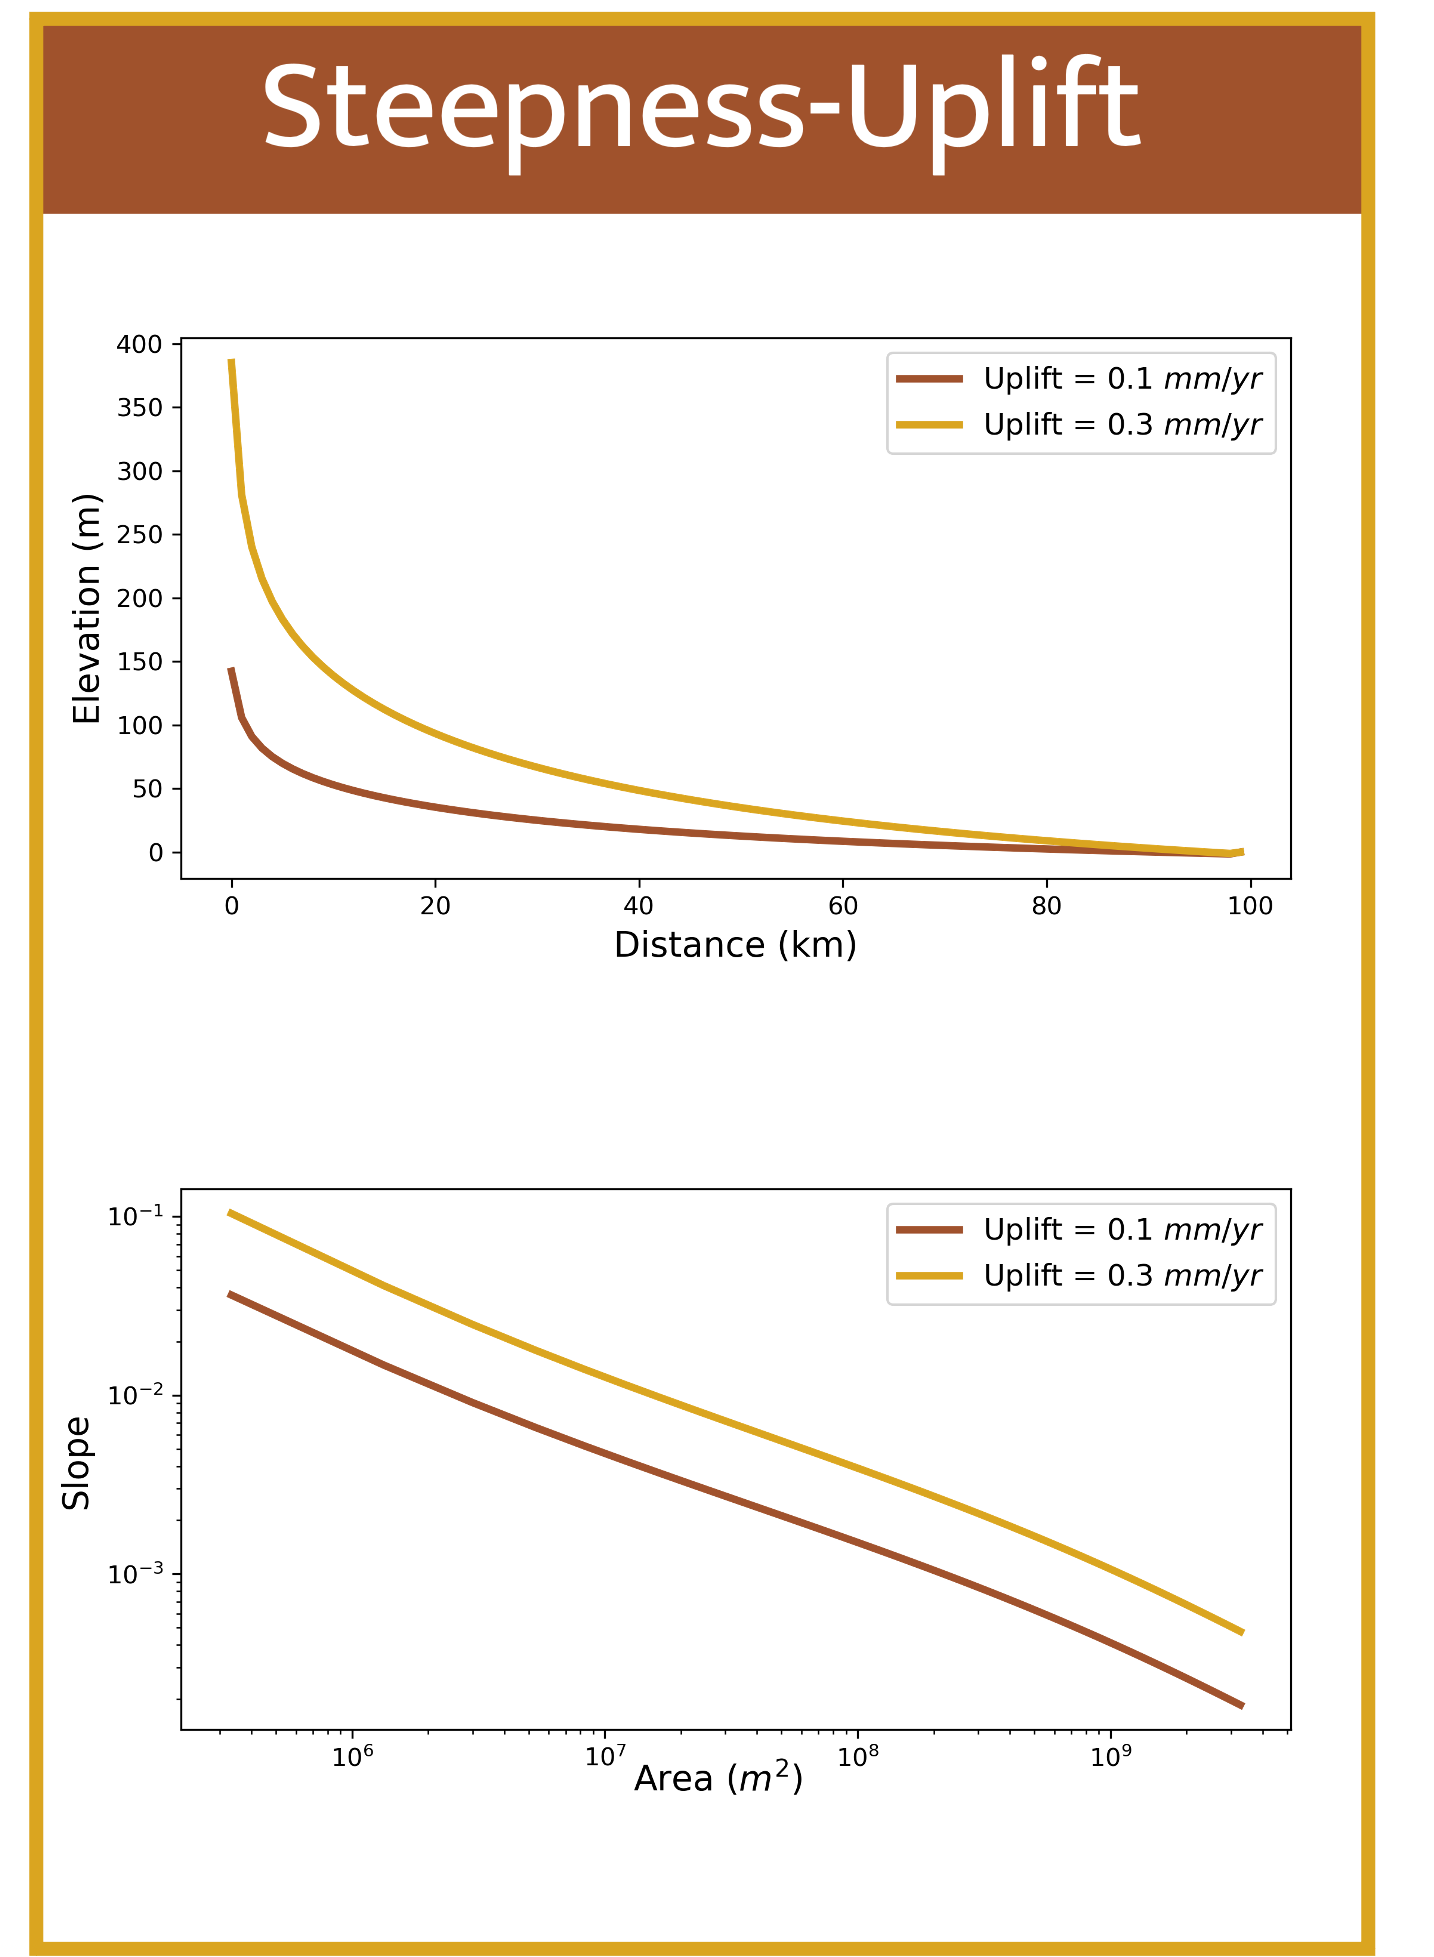 Steepness-Uplift
400
350
300
250
200
150
100
50
0
Elevation (m)
Uplift = 0.1 mm/yr
Uplift = 0.3 mm/yr
0 20 40 60 80 100
Distance (km)
10⁻¹
10⁻²
10⁻³
Slope
Uplift = 0.1 mm/yr
Uplift = 0.3 mm/yr
10⁶ 10⁷ 10⁸ 10⁹
Area (m²)